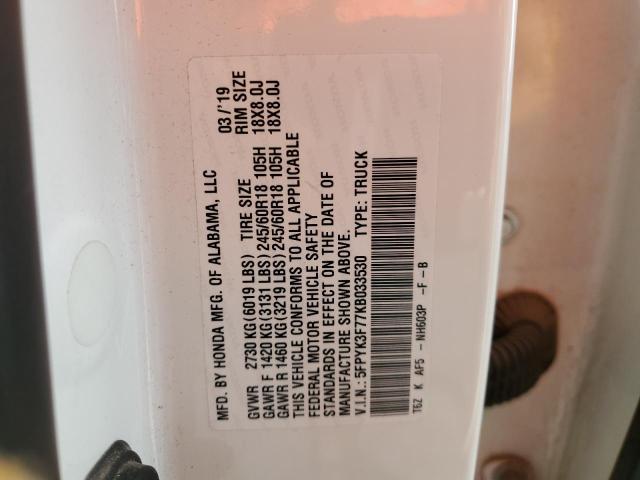 MFD. BY HONDA MFG. OF ALABAMA, LLC 03/'19
GVWR 2730 KG (6019 LBS) TIRE SIZE RIM SIZE
GAWR F 1420 KG (3131 LBS) 245/60R18 105H 18X8.0J
GAWR R 1460 KG (3219 LBS) 245/60R18 105H 18X8.0J
THIS VEHICLE CONFORMS TO ALL APPLICABLE
FEDERAL MOTOR VEHICLE SAFETY
STANDARDS IN EFFECT ON THE DATE OF
MANUFACTURE SHOWN ABOVE.
V.I.N.: 5FPYK3F77KB033530 TYPE: TRUCK
T6Z K AF5 - NH603P -F -B